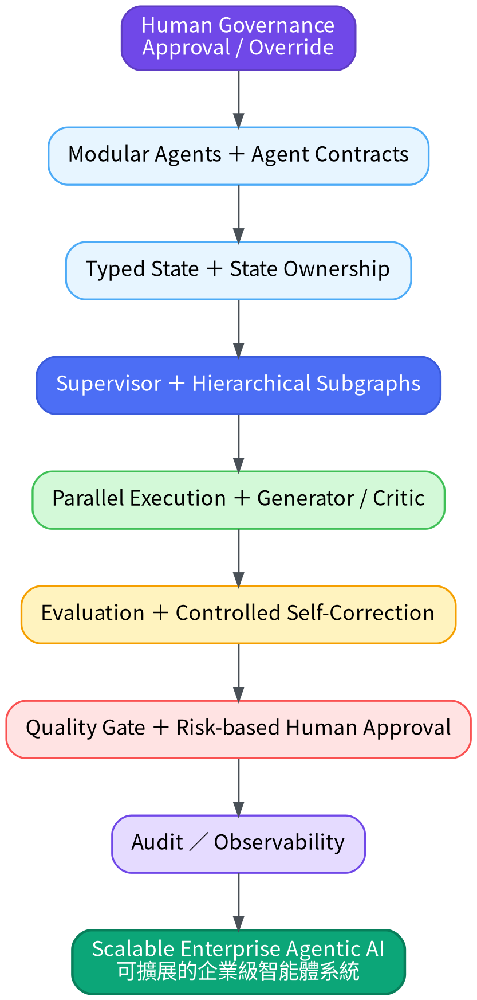 Human Governance
Approval / Override
Modular Agents ＋ Agent Contracts
Typed State ＋ State Ownership
Supervisor ＋ Hierarchical Subgraphs
Parallel Execution ＋ Generator / Critic
Evaluation ＋ Controlled Self-Correction
Quality Gate ＋ Risk-based Human Approval
Audit ／ Observability
Scalable Enterprise Agentic AI
可擴展的企業級智能體系統